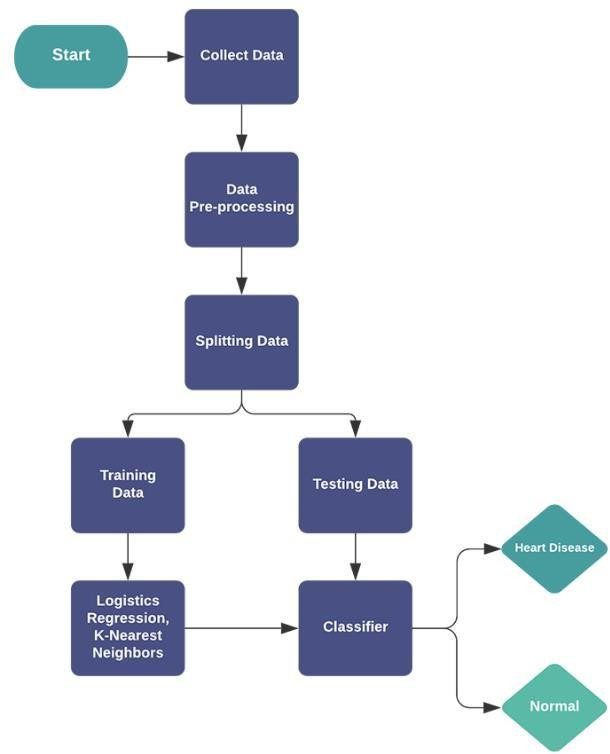 Start
Collect Data
Data
Pre-processing
Splitting Data
Training
Data
Testing Data
Logistics
Regression,
K-Nearest
Neighbors
Classifier
Heart Disease
Normal